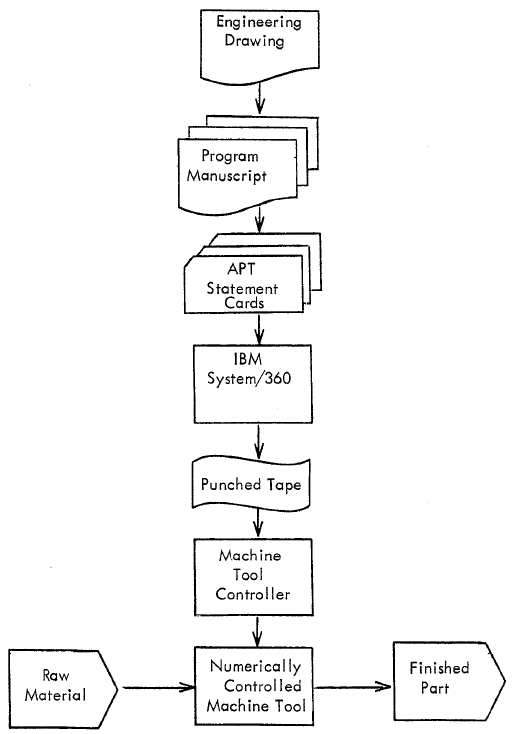 Engineering
Drawing
Program
Manuscript
APT
Statement
Cards
IBM
System/360
Punched Tape
Machine
Tool
Controller
Raw
Material
Numerically
Controlled
Machine Tool
Finished
Part